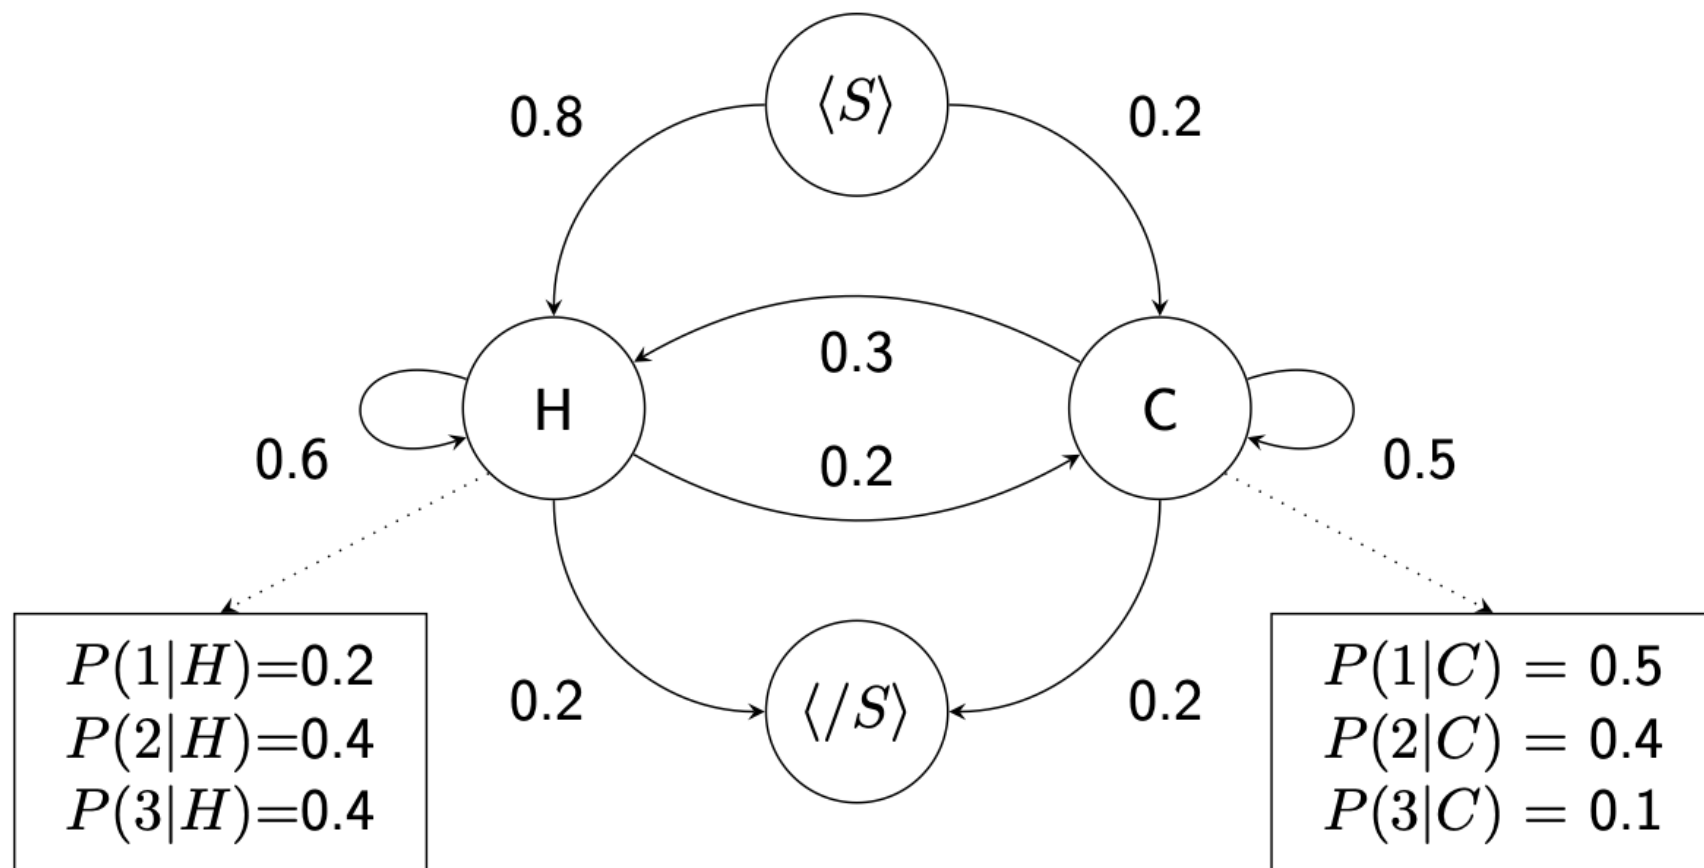 ⟨S⟩
0.8
0.2
0.3
H
C
0.6
0.2
0.5
P(1|H)=0.2
P(2|H)=0.4
P(3|H)=0.4
0.2
⟨/S⟩
0.2
P(1|C) = 0.5
P(2|C) = 0.4
P(3|C) = 0.1